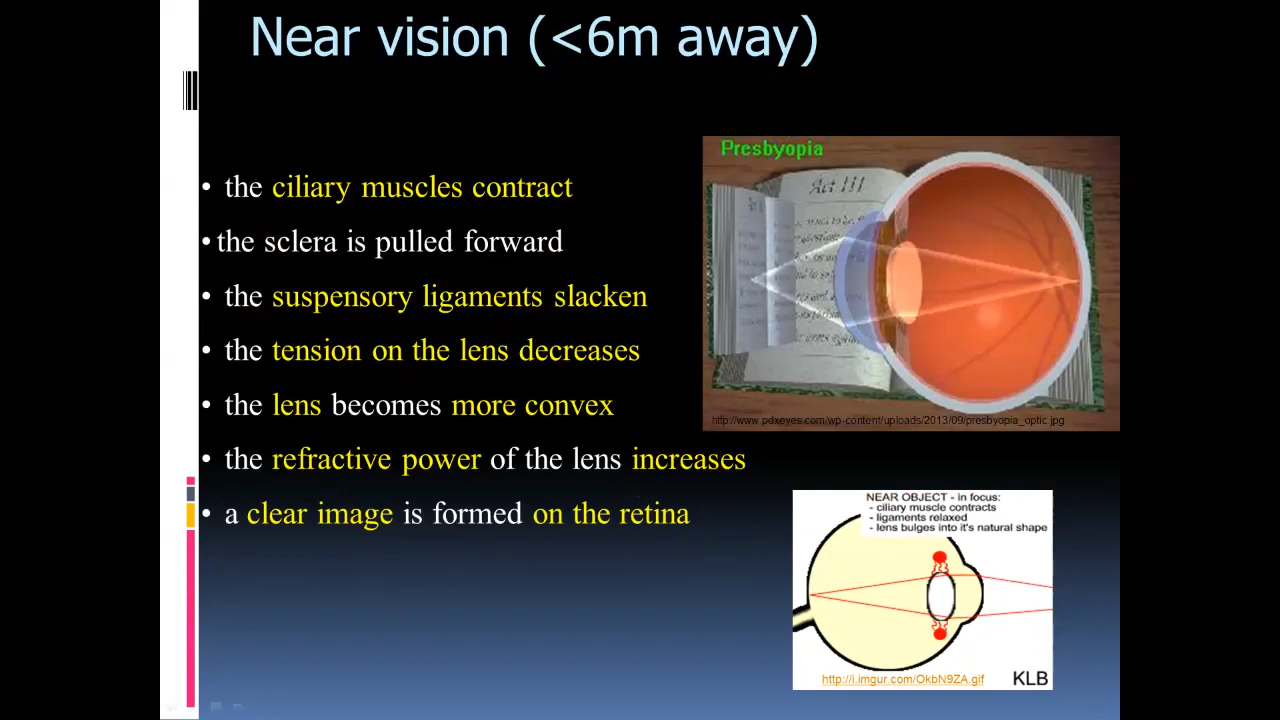 Near vision (<6m away)
• the ciliary muscles contract
• the sclera is pulled forward
• the suspensory ligaments slacken
• the tension on the lens decreases
• the lens becomes more convex
• the refractive power of the lens increases
• a clear image is formed on the retina
Presbyopia
Act III
http://www.pdxeyes.com/wp-content/uploads/2013/09/presbyopia_optic.jpg
NEAR OBJECT - in focus:
- ciliary muscle contracts
- ligaments relaxed
- lens bulges into it's natural shape
http://i.imgur.com/OkbN9ZA.gif
KLB